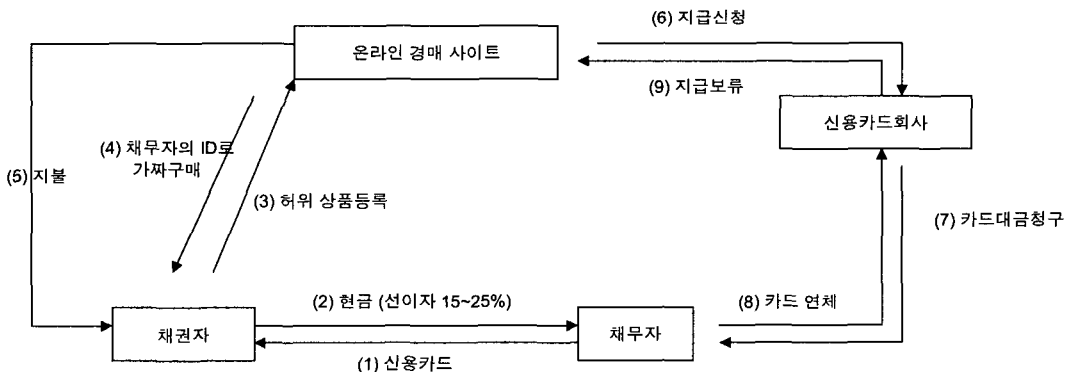 (6) 지급신청
온라인 경매 사이트
(9) 지급보류
신용카드회사
(4) 채무자의 ID로
가짜구매
(5) 지불
(3) 허위 상품등록
(7) 카드대금청구
(2) 현금 (선이자 15~25%)
(8) 카드 연체
채권자
채무자
(1) 신용카드